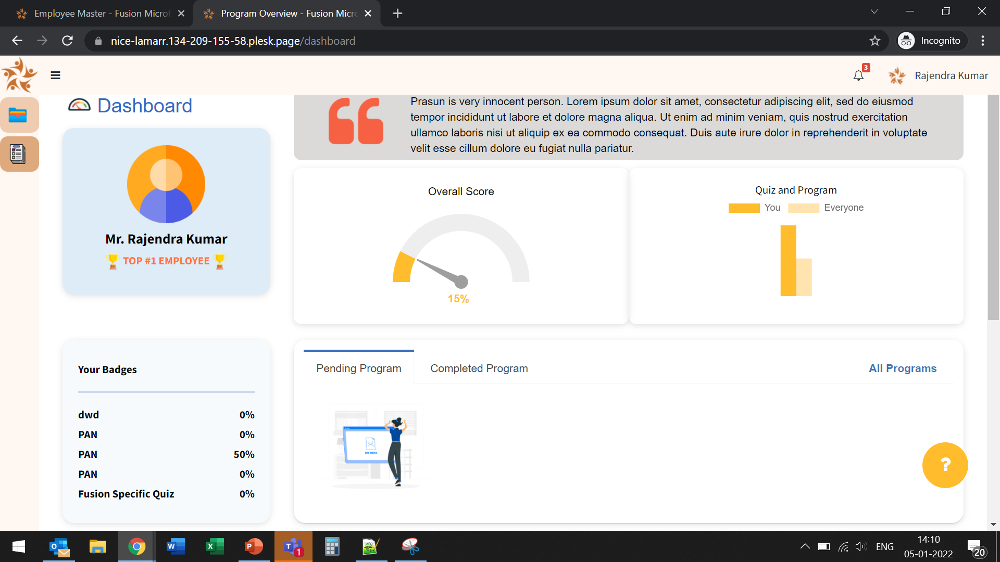 Employee Master - Fusion Microf
Program Overview - Fusion Micro
nice-lamarr.134-209-155-58.plesk.page/dashboard
Incognito
3
Rajendra Kumar
Dashboard
Prasun is very innocent person. Lorem ipsum dolor sit amet, consectetur adipiscing elit, sed do eiusmod
tempor incididunt ut labore et dolore magna aliqua. Ut enim ad minim veniam, quis nostrud exercitation
ullamco laboris nisi ut aliquip ex ea commodo consequat. Duis aute irure dolor in reprehenderit in voluptate
velit esse cillum dolore eu fugiat nulla pariatur.
Mr. Rajendra Kumar
TOP #1 EMPLOYEE
Overall Score
15%
Quiz and Program
You
Everyone
Your Badges
dwd 0%
PAN 0%
PAN 50%
PAN 0%
Fusion Specific Quiz 0%
Pending Program
Completed Program
All Programs
NO DATA
?
1
ENG
14:10
05-01-2022
20